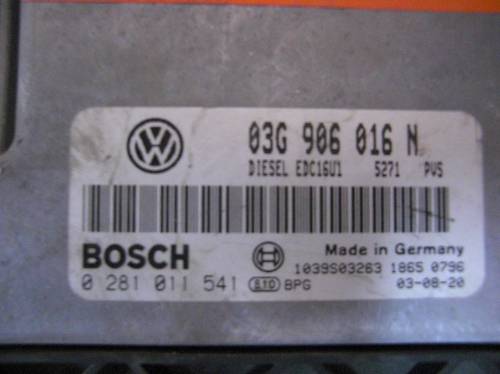 03G 906 016 N
DIESEL EDC16U1 5271 PVS
BOSCH
Made in Germany
1039S03263 1865 0796
0 281 011 541 S10 BPG 03-08-20